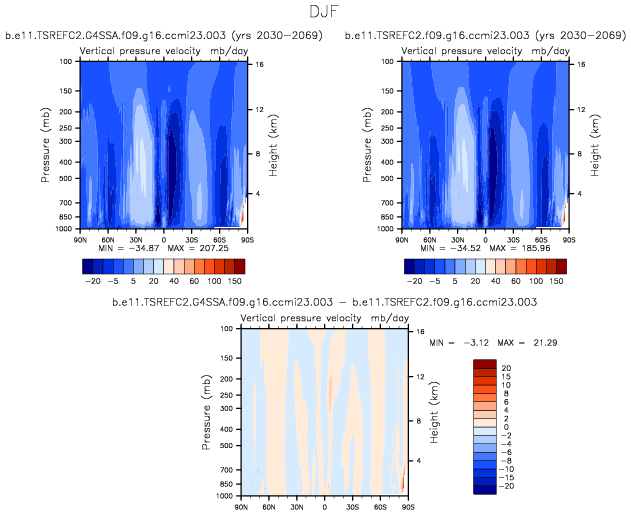 DJF
b.e11.TSREFC2.G4SSA.f09.g16.ccmi23.003 (yrs 2030-2069)
Vertical pressure velocity mb/day
100
150
200
250
300
400
500
700
850
1000
Pressure (mb)
16
12
8
4
Height (km)
90N 60N 30N 0 30S 60S 90S
MIN = -34.87 MAX = 207.25
-20 -5 5 20 40 60 100 150
b.e11.TSREFC2.f09.g16.ccmi23.003 (yrs 2030-2069)
Vertical pressure velocity mb/day
100
150
200
250
300
400
500
700
850
1000
Pressure (mb)
16
12
8
4
Height (km)
90N 60N 30N 0 30S 60S 90S
MIN = -34.52 MAX = 185.96
-20 -5 5 20 40 60 100 150
b.e11.TSREFC2.G4SSA.f09.g16.ccmi23.003 - b.e11.TSREFC2.f09.g16.ccmi23.003
Vertical pressure velocity mb/day
100
150
200
250
300
400
500
700
850
1000
Pressure (mb)
16
12
8
4
Height (km)
90N 60N 30N 0 30S 60S 90S
MIN = -3.12 MAX = 21.29
20
15
10
8
6
4
2
0
-2
-4
-6
-8
-10
-15
-20